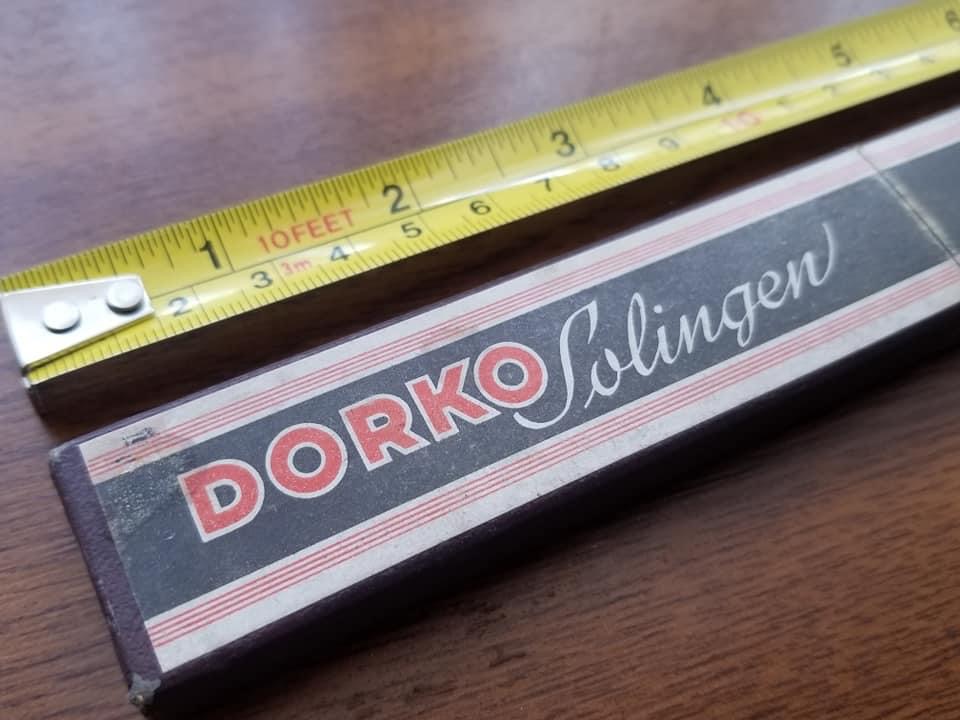 1 2 3 4 5 6
10FEET
3m
2 3 4 5 6 7 8 9 10
DORKO Solingen